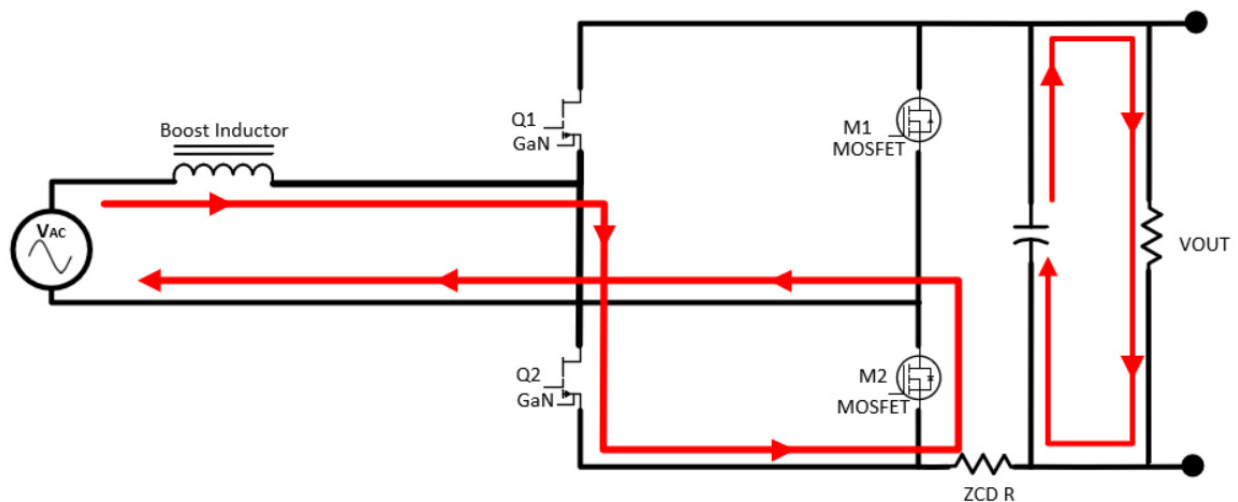 Boost Inductor
VAC
Q1
GaN
M1
MOSFET
VOUT
Q2
GaN
M2
MOSFET
ZCD R